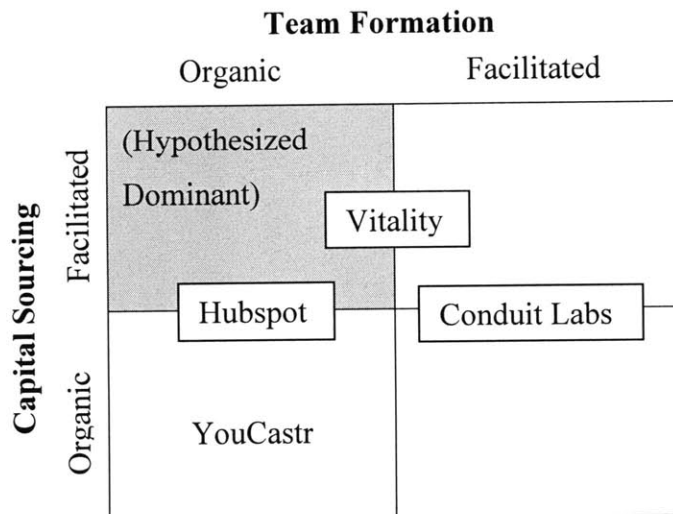 Team Formation
Organic Facilitated
Capital Sourcing
Facilitated
Organic
(Hypothesized
Dominant)
Vitality
Hubspot
Conduit Labs
YouCastr